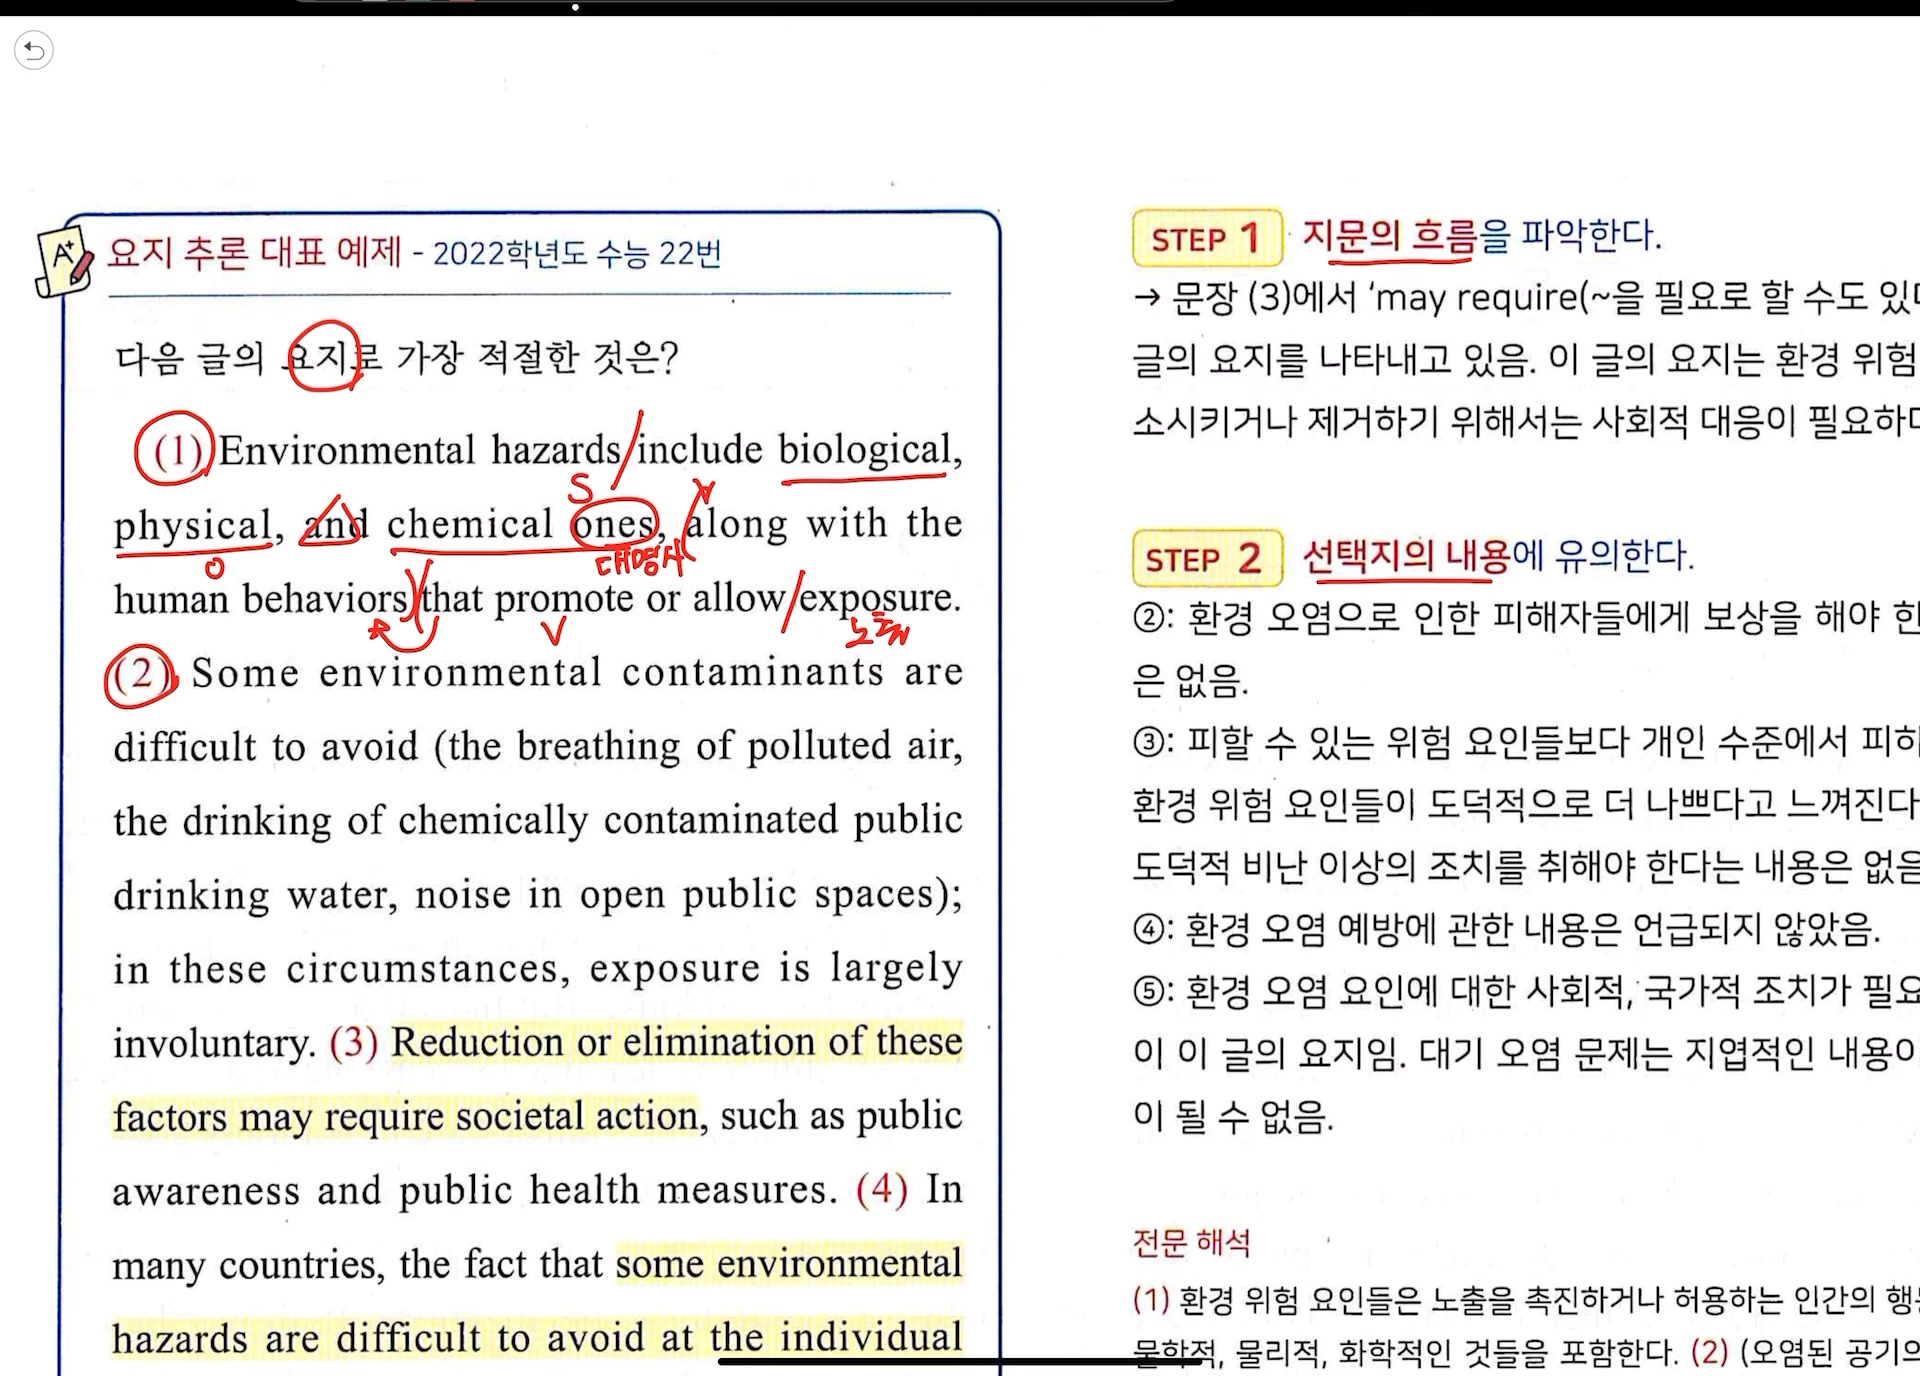 요지 추론 대표 예제 - 2022학년도 수능 22번
다음 글의 요지로 가장 적절한 것은?
(1) Environmental hazards include biological,
S
physical, and chemical ones, along with the
O 대명사
human behaviors that promote or allow exposure.
V 노출
(2) Some environmental contaminants are
difficult to avoid (the breathing of polluted air,
the drinking of chemically contaminated public
drinking water, noise in open public spaces);
in these circumstances, exposure is largely
involuntary. (3) Reduction or elimination of these
factors may require societal action, such as public
awareness and public health measures. (4) In
many countries, the fact that some environmental
hazards are difficult to avoid at the individual
STEP 1 지문의 흐름을 파악한다.
→ 문장 (3)에서 ‘may require(~을 필요로 할 수도 있
글의 요지를 나타내고 있음. 이 글의 요지는 환경 위험
소시키거나 제거하기 위해서는 사회적 대응이 필요하
STEP 2 선택지의 내용에 유의한다.
②: 환경 오염으로 인한 피해자들에게 보상을 해야 한
은 없음.
③: 피할 수 있는 위험 요인들보다 개인 수준에서 피하
환경 위험 요인들이 도덕적으로 더 나쁘다고 느껴진다
도덕적 비난 이상의 조치를 취해야 한다는 내용은 없음
④: 환경 오염 예방에 관한 내용은 언급되지 않았음.
⑤: 환경 오염 요인에 대한 사회적, 국가적 조치가 필요
이 이 글의 요지임. 대기 오염 문제는 지엽적인 내용이
이 될 수 없음.
전문 해석
(1) 환경 위험 요인들은 노출을 촉진하거나 허용하는 인간의 행
물학적, 물리적, 화학적인 것들을 포함한다. (2) (오염된 공기의